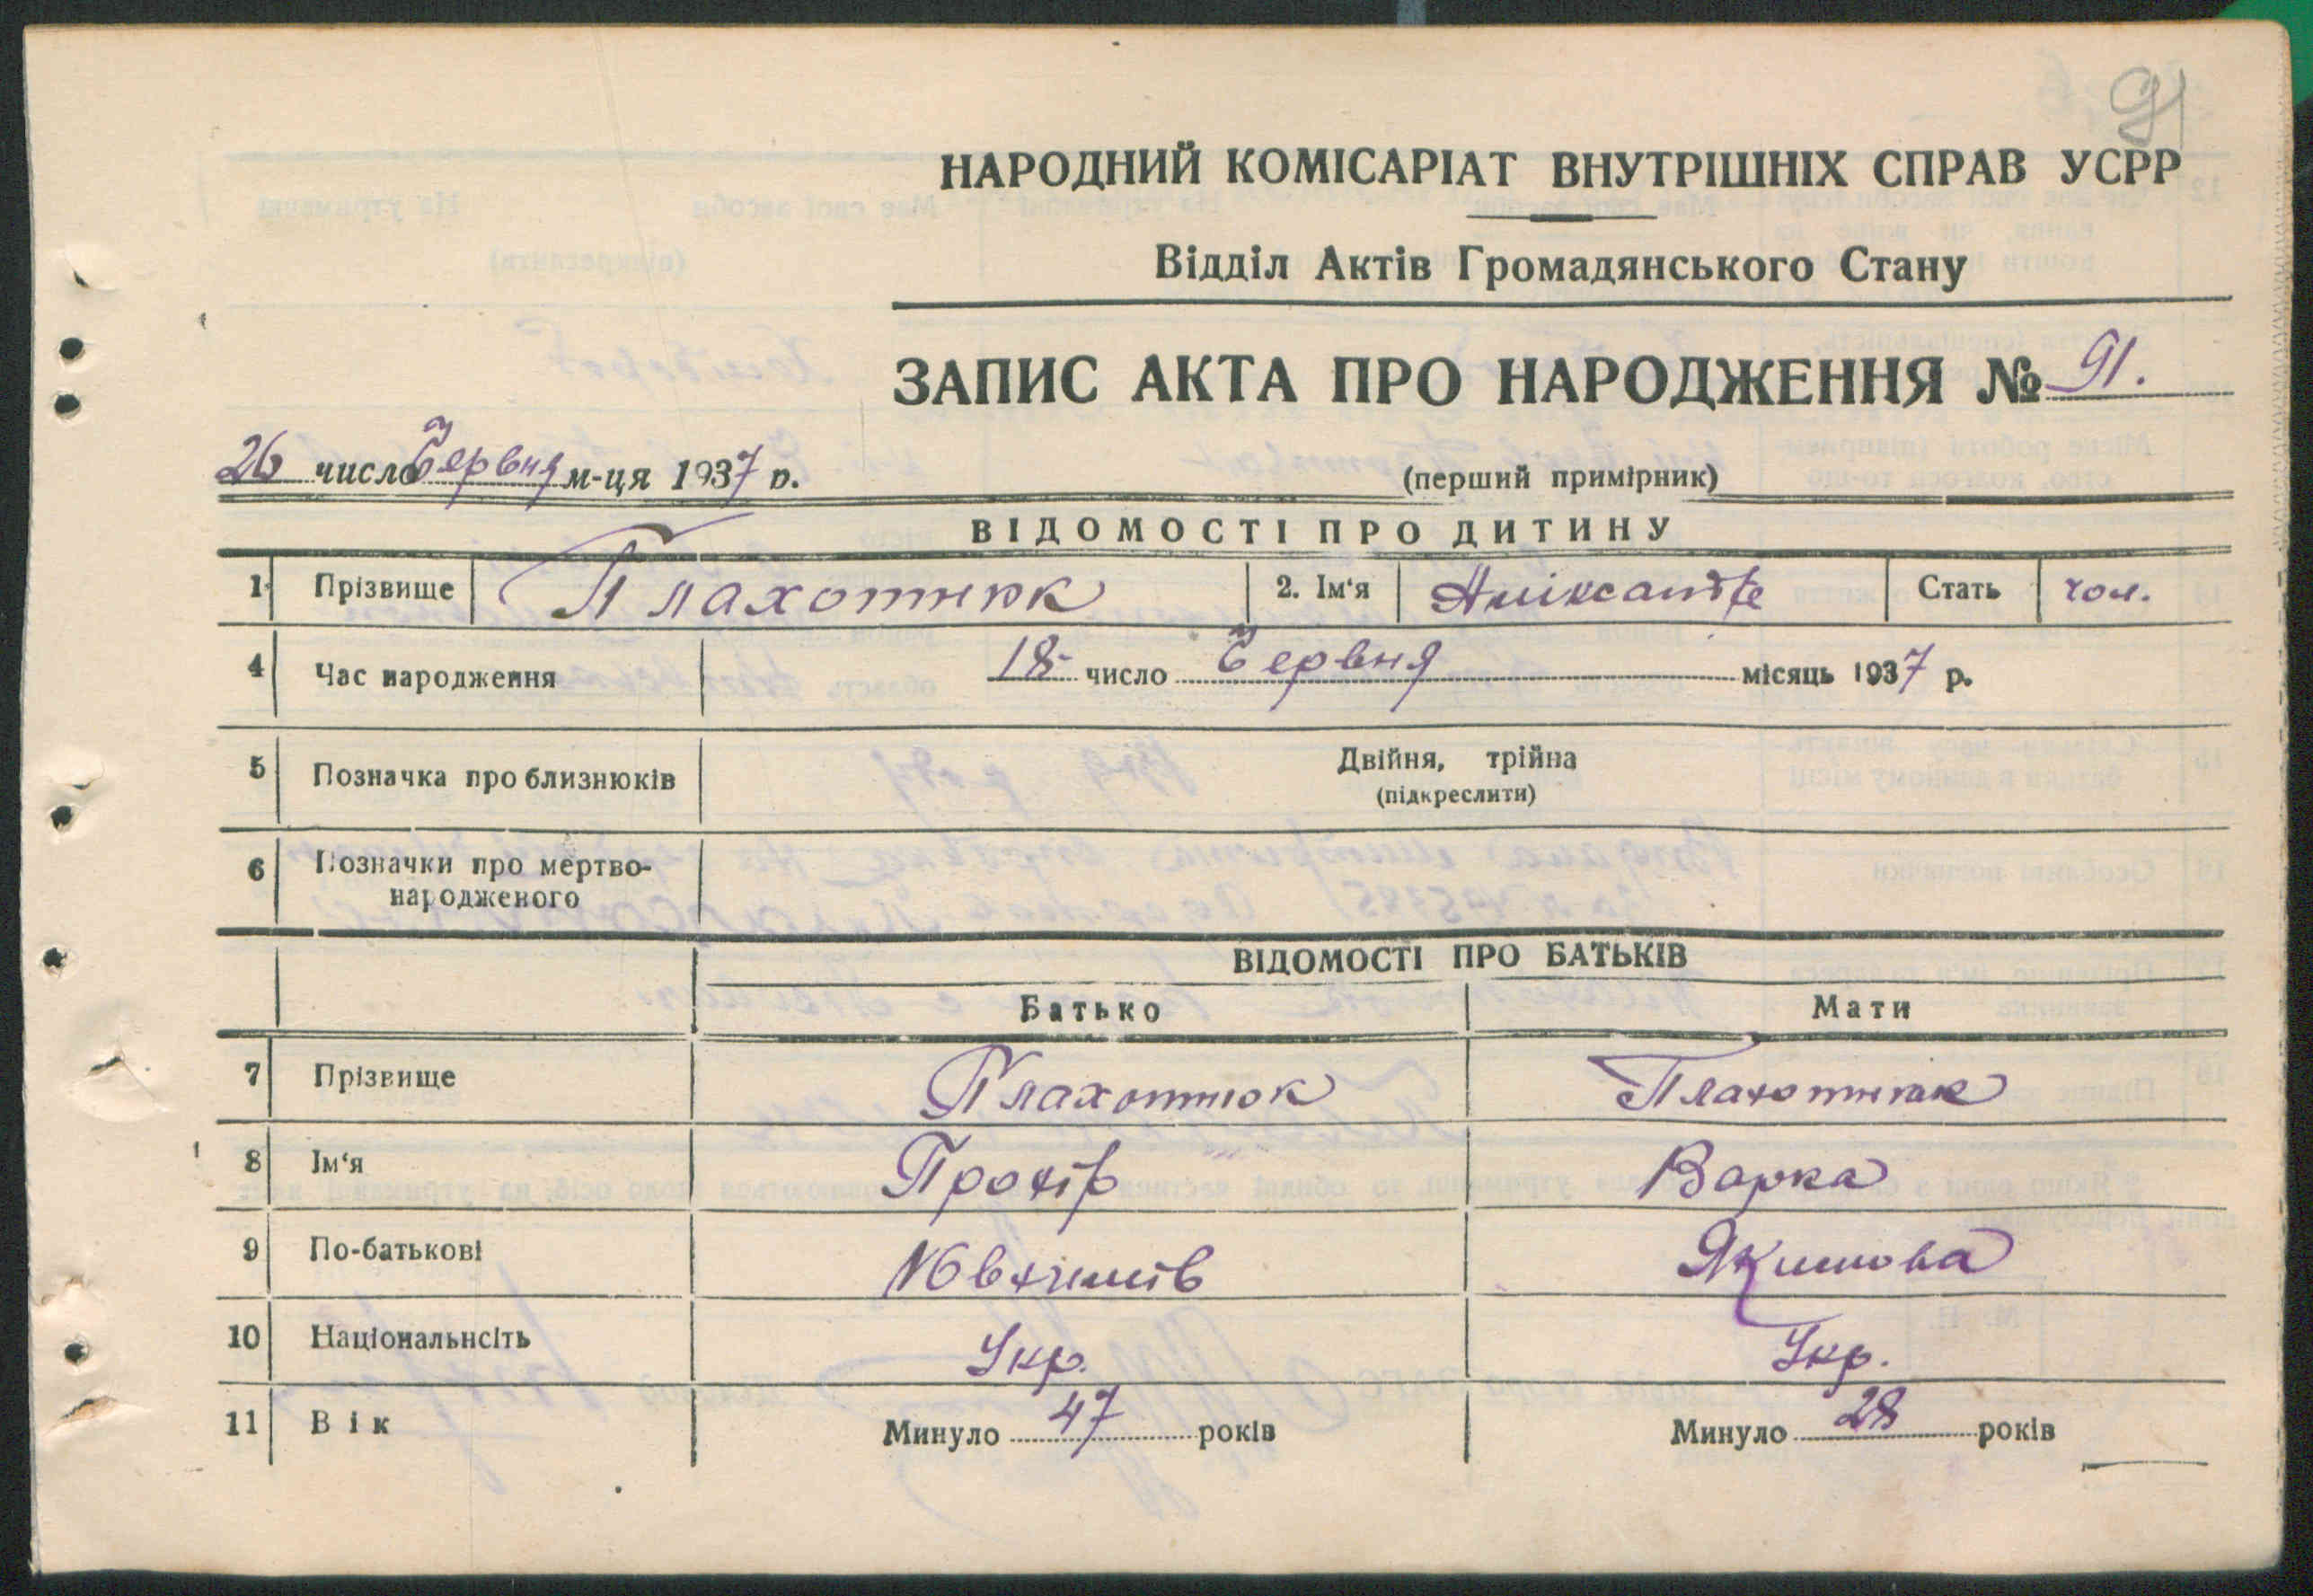 91
НАРОДНИЙ КОМІСАРІАТ ВНУТРІШНІХ СПРАВ УСРР
Відділ Актів Громадянського Стану
ЗАПИС АКТА ПРО НАРОДЖЕННЯ № 91.
26 число Червня м-ця 1937 р.
(перший примірник)
ВІДОМОСТІ ПРО ДИТИНУ
1 Прізвище Плахотнюк 2. Ім‘я Стать чол.
4 Час народження 18 число Червня місяць 1937 р.
5 Позначка про близнюків Двійня, трійна
(підкреслити)
6 Позначки про мертво-
народженого
ВІДОМОСТІ ПРО БАТЬКІВ
Батько Мати
7 Прізвище Плахотнюк Плахотнюк
8 Ім‘я Прохір Варка
9 По-батькові Якимова
10 Національнсіть Укр. Укр.
11 Вік Минуло 47 років Минуло 28 років